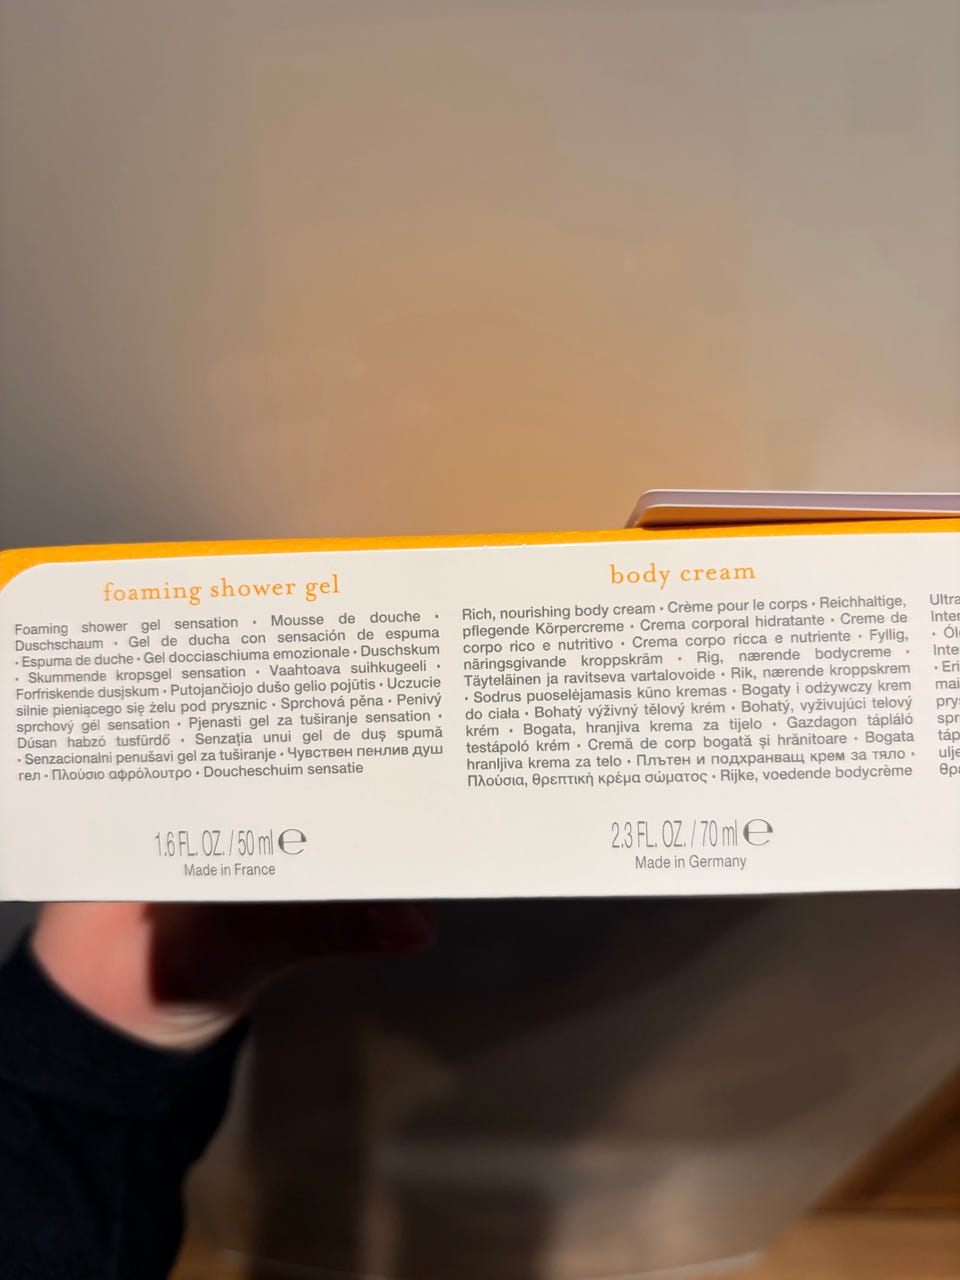 foaming shower gel
Foaming shower gel sensation · Mousse de douche ·
Duschschaum · Gel de ducha con sensación de espuma
· Espuma de duche · Gel docciaschiuma emozionale · Duschskum
· Skummende kropsgel sensation · Vaahtoava suihkugeeli ·
Forfriskende dusjskum · Putojančiojo dušo gelio pojūtis · Uczucie
silnie pieniącego się żelu pod prysznic · Sprchová pěna · Penivý
sprchový gél sensation · Pjenasti gel za tuširanje sensation ·
Dúsan habzó tusfürdő · Senzația unui gel de duș spumă
· Senzacionalni penušavi gel za tuširanje · Чувствен пенлив душ
гел · Πλούσιο αφρόλουτρο · Doucheschuim sensatie
1.6 FL. OZ. / 50 ml ℮
Made in France
body cream
Rich, nourishing body cream · Crème pour le corps · Reichhaltige,
pflegende Körpercreme · Crema corporal hidratante · Creme de
corpo rico e nutritivo · Crema corpo ricca e nutriente · Fyllig,
näringsgivande kroppskräm · Rig, nærende bodycreme ·
Täyteläinen ja ravitseva vartalovoide · Rik, nærende kroppskrem
· Sodrus puoselėjamasis kūno kremas · Bogaty i odżywczy krem
do ciała · Bohatý výživný tělový krém · Bohatý, vyživujúci telový
krém · Bogata, hranjiva krema za tijelo · Gazdagon tápláló
testápoló krém · Cremă de corp bogată și hrănitoare · Bogata
hranljiva krema za telo · Плътен и подхранващ крем за тяло ·
Πλούσια, θρεπτική κρέμα σώματος · Rijke, voedende bodycrème
2.3 FL. OZ. / 70 ml ℮
Made in Germany
Ultra